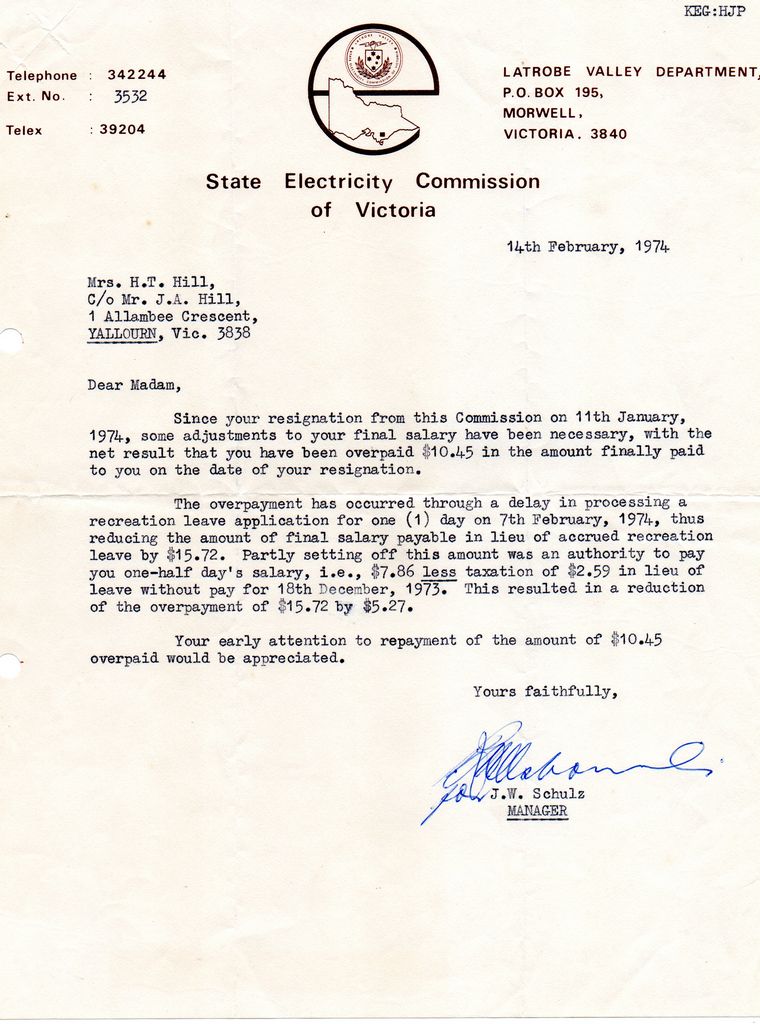 KEG:HJP
Telephone : 342244
Ext. No. : 3532
Telex : 39204
LATROBE VALLEY DEPARTMENT,
P.O. BOX 195,
MORWELL,
VICTORIA. 3840
State Electricity Commission
of Victoria
14th February, 1974
Mrs. H.T. Hill,
C/o Mr. J.A. Hill,
1 Allambee Crescent,
YALLOURN, Vic. 3838
Dear Madam,
Since your resignation from this Commission on 11th January,
1974, some adjustments to your final salary have been necessary, with the
net result that you have been overpaid $10.45 in the amount finally paid
to you on the date of your resignation.
The overpayment has occurred through a delay in processing a
recreation leave application for one (1) day on 7th February, 1974, thus
reducing the amount of final salary payable in lieu of accrued recreation
leave by $15.72. Partly setting off this amount was an authority to pay
you one-half day's salary, i.e., $7.86 less taxation of $2.59 in lieu of
leave without pay for 18th December, 1973. This resulted in a reduction
of the overpayment of $15.72 by $5.27.
Your early attention to repayment of the amount of $10.45
overpaid would be appreciated.
Yours faithfully,
for J.W. Schulz
MANAGER